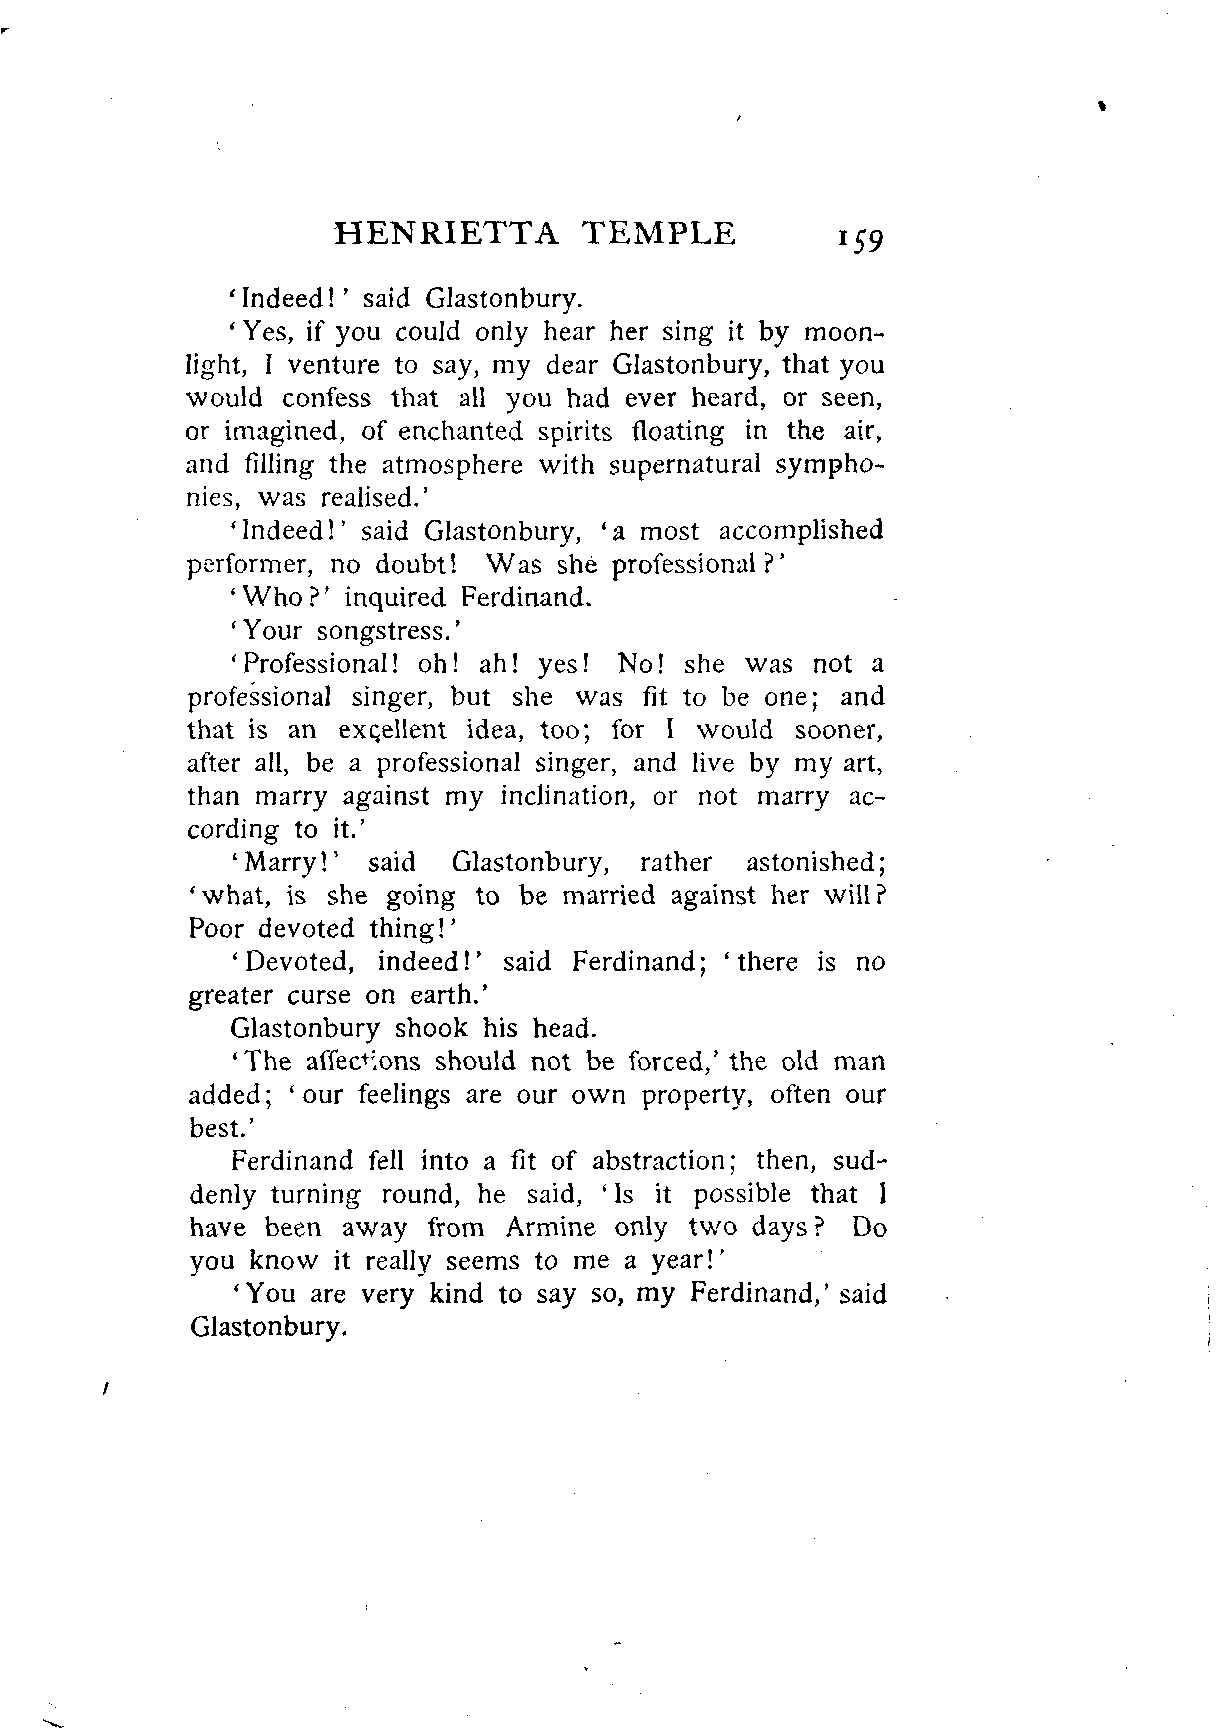 HENRIETTA TEMPLE 159
‘Indeed!’ said Glastonbury.
‘Yes, if you could only hear her sing it by moon-
light, I venture to say, my dear Glastonbury, that you
would confess that all you had ever heard, or seen,
or imagined, of enchanted spirits floating in the air,
and filling the atmosphere with supernatural sympho-
nies, was realised.’
‘Indeed!’ said Glastonbury, ‘a most accomplished
performer, no doubt! Was she professional?’
‘Who?’ inquired Ferdinand.
‘Your songstress.’
‘Professional! oh! ah! yes! No! she was not a
professional singer, but she was fit to be one; and
that is an excellent idea, too; for I would sooner,
after all, be a professional singer, and live by my art,
than marry against my inclination, or not marry ac-
cording to it.’
‘Marry!’ said Glastonbury, rather astonished;
‘what, is she going to be married against her will?
Poor devoted thing!’
‘Devoted, indeed!’ said Ferdinand; ‘there is no
greater curse on earth.’
Glastonbury shook his head.
‘The affections should not be forced,’ the old man
added; ‘our feelings are our own property, often our
best.’
Ferdinand fell into a fit of abstraction; then, sud-
denly turning round, he said, ‘Is it possible that I
have been away from Armine only two days? Do
you know it really seems to me a year!’
‘You are very kind to say so, my Ferdinand,’ said
Glastonbury.